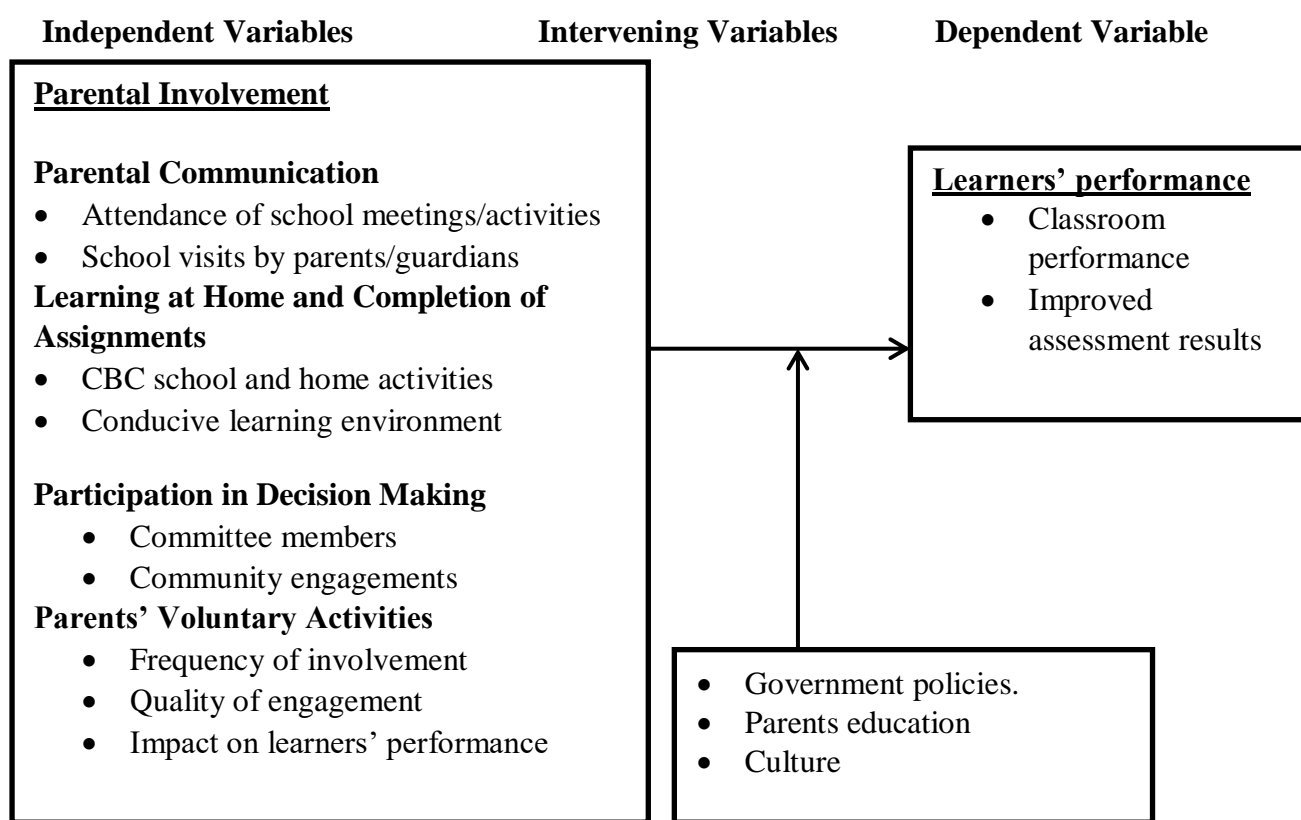 Independent Variables Intervening Variables Dependent Variable
Parental Involvement
Parental Communication
• Attendance of school meetings/activities
• School visits by parents/guardians
Learning at Home and Completion of
Assignments
• CBC school and home activities
• Conducive learning environment
Participation in Decision Making
• Committee members
• Community engagements
Parents’ Voluntary Activities
• Frequency of involvement
• Quality of engagement
• Impact on learners’ performance
• Government policies.
• Parents education
• Culture
Learners’ performance
• Classroom
performance
• Improved
assessment results